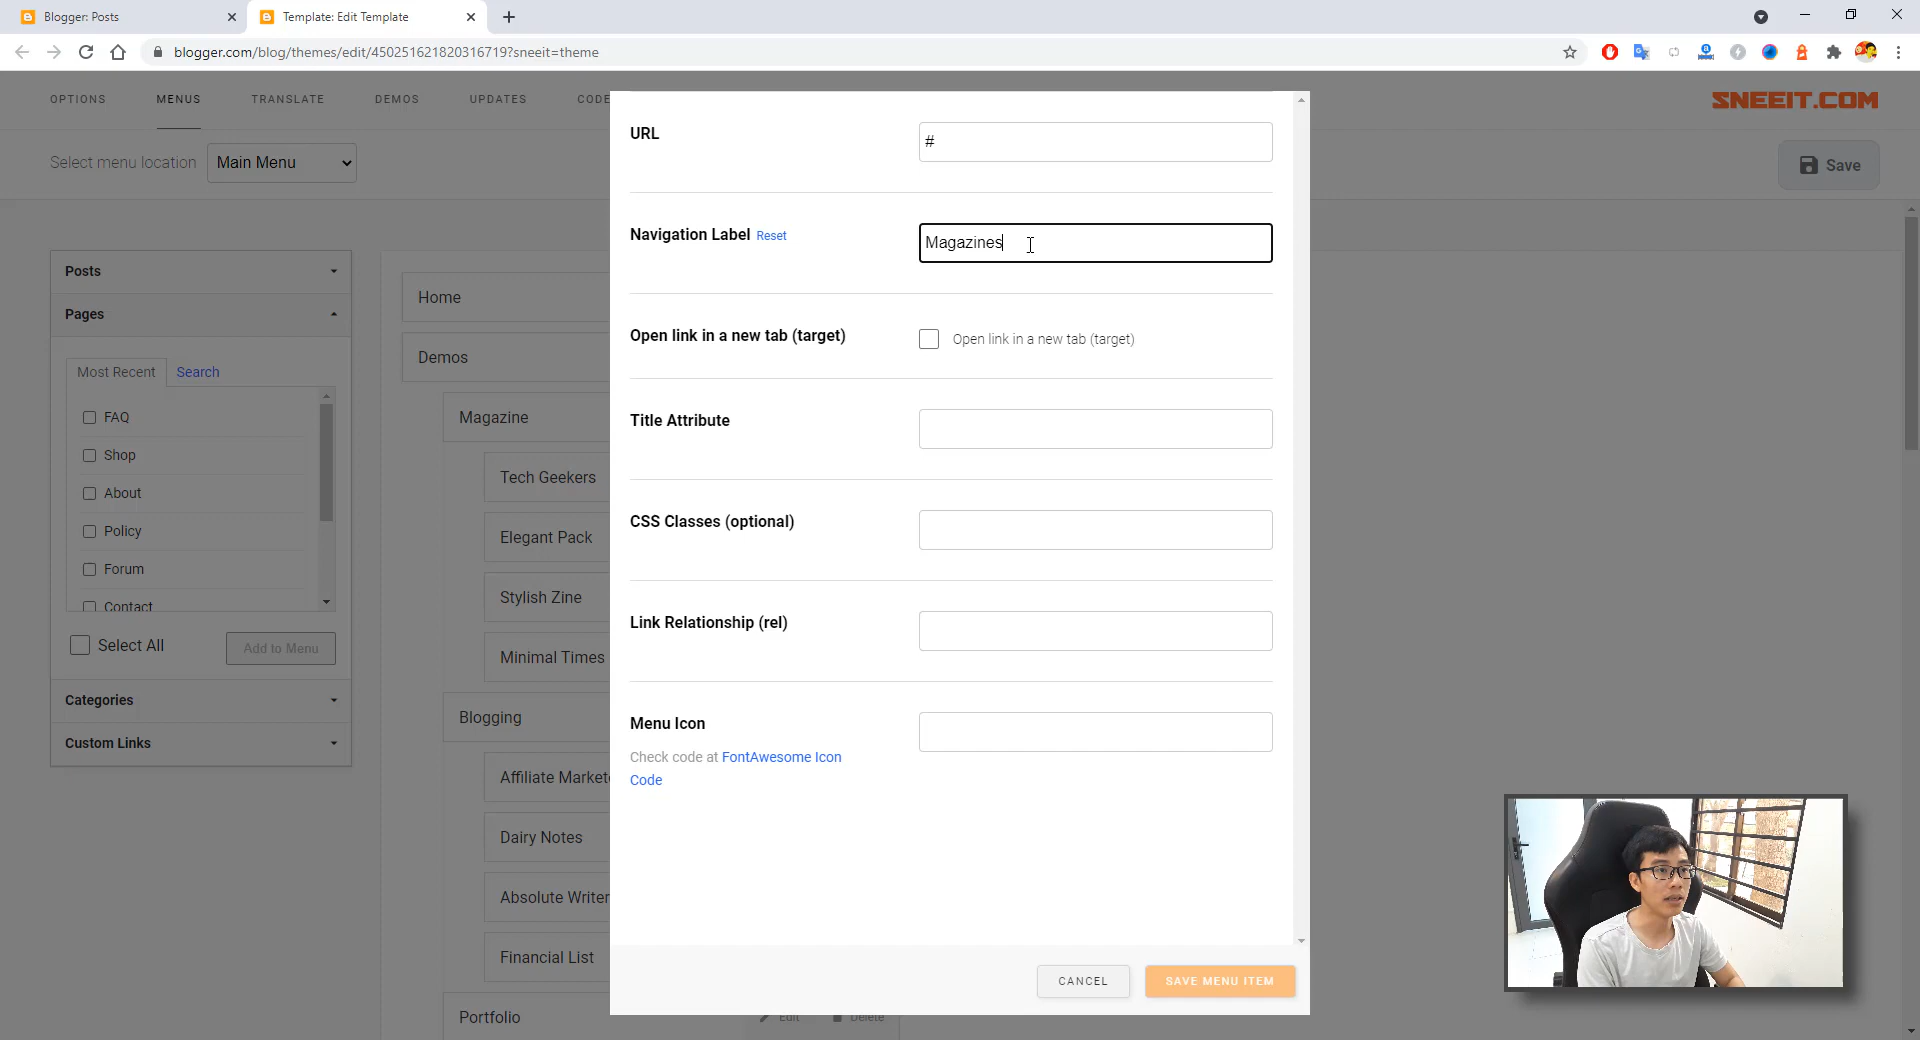 Blogger: Posts
Template: Edit Template
blogger.com/blog/themes/edit/450251621820316719?sneeit=theme
OPTIONS
MENUS
TRANSLATE
DEMOS
UPDATES
CODE
SNEEIT.COM
Select menu location
Main Menu
Save
Posts
Pages
Most Recent
Search
FAQ
Shop
About
Policy
Forum
Contact
Select All
Add to Menu
Categories
Custom Links
Home
Demos
Magazine
Tech Geekers
Elegant Pack
Stylish Zine
Minimal Times
Blogging
Affiliate Markete
Dairy Notes
Absolute Writer
Financial List
Portfolio
Edit
Delete
URL
#
Navigation Label Reset
Magazines
Open link in a new tab (target)
Open link in a new tab (target)
Title Attribute
CSS Classes (optional)
Link Relationship (rel)
Menu Icon
Check code at FontAwesome Icon
Code
CANCEL
SAVE MENU ITEM